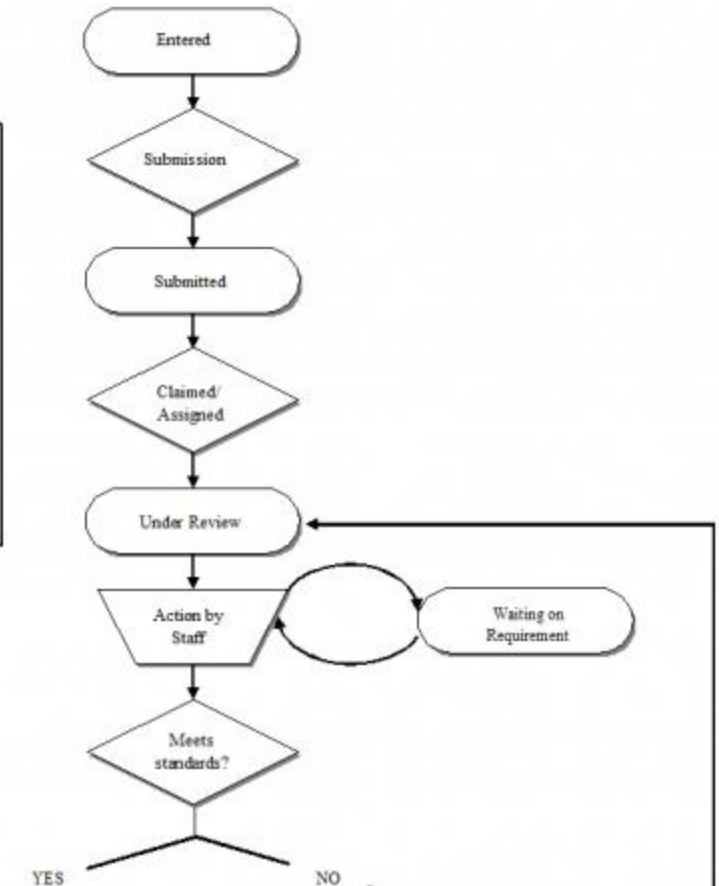 Entered
Submission
Submitted
Claimed/
Assigned
Under Review
Action by
Staff
Waiting on
Requirement
Meets
standards?
YES
NO